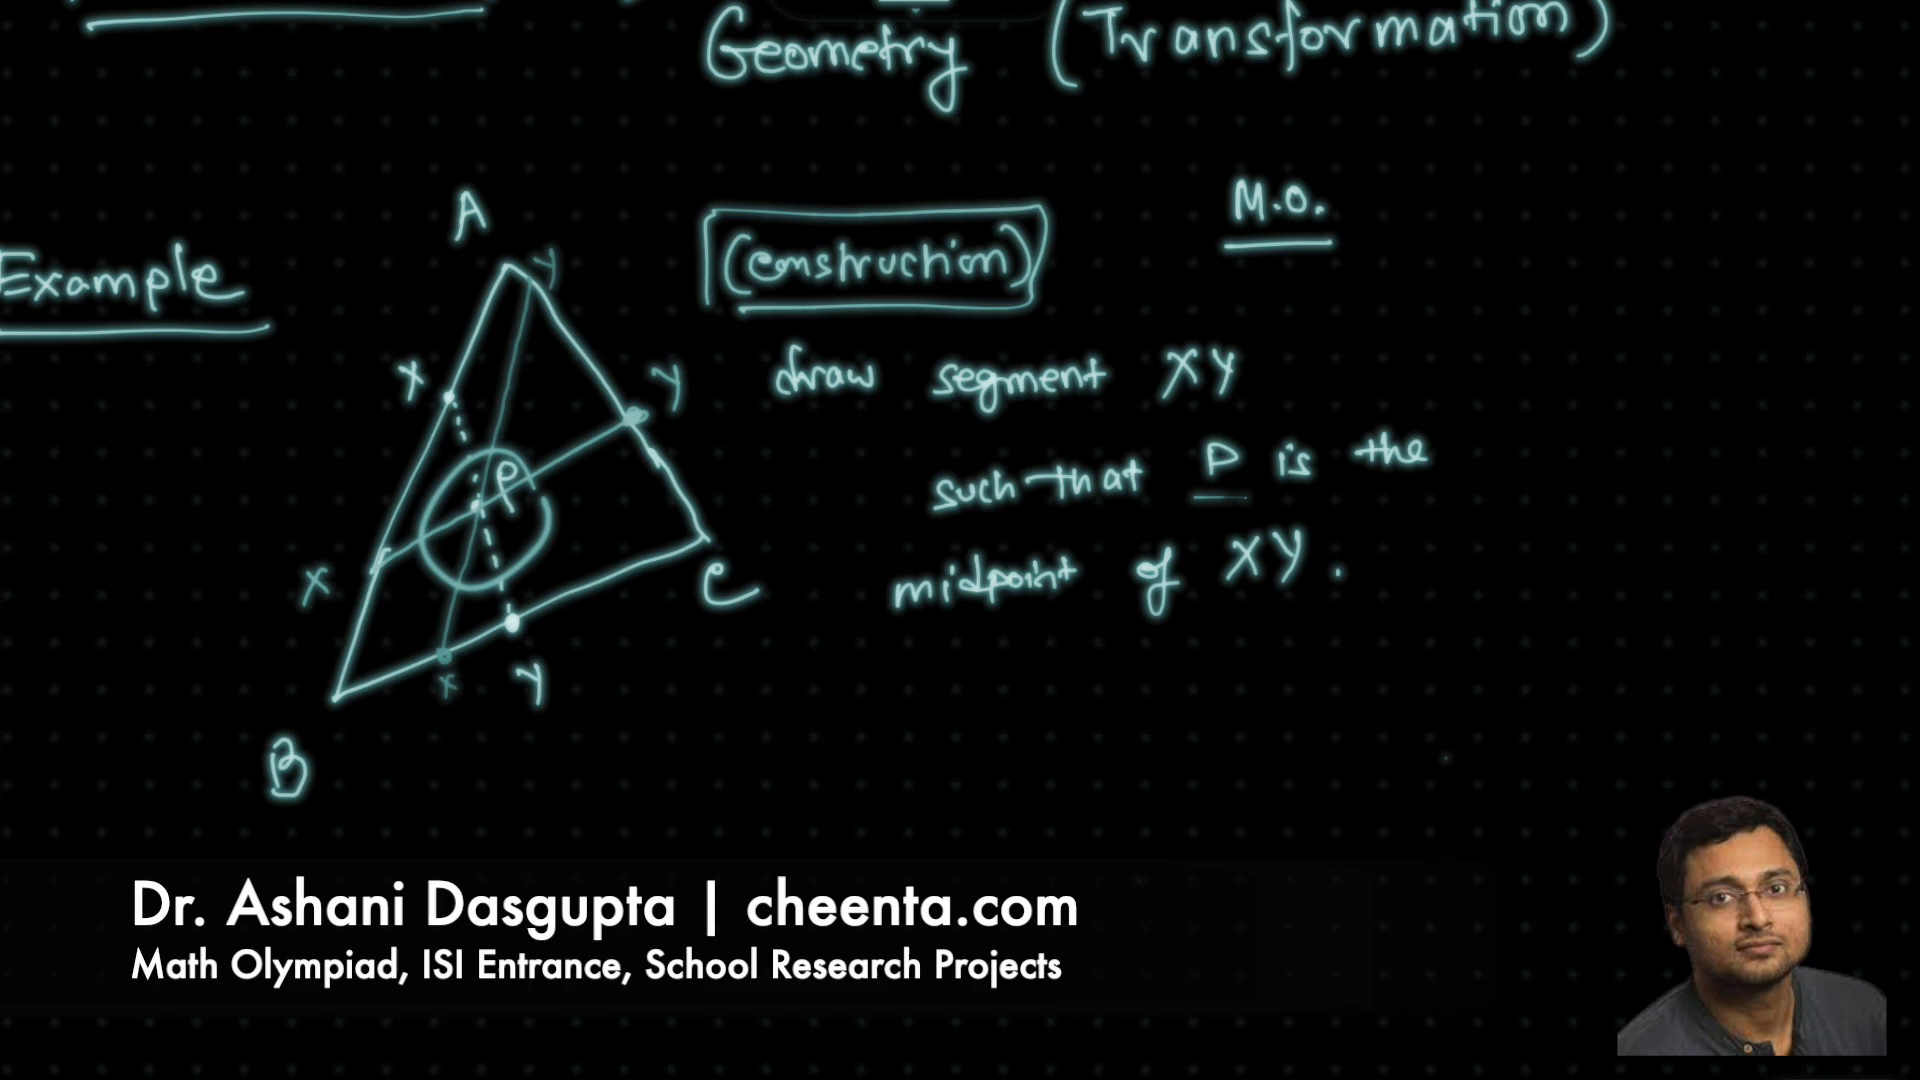 Geometry (Transformation)
M.O.
Example
(construction)
A
y
x
y
draw segment XY
P
such that P is the
x
midpoint of XY.
C
x
y
B
Dr. Ashani Dasgupta | cheenta.com
Math Olympiad, ISI Entrance, School Research Projects